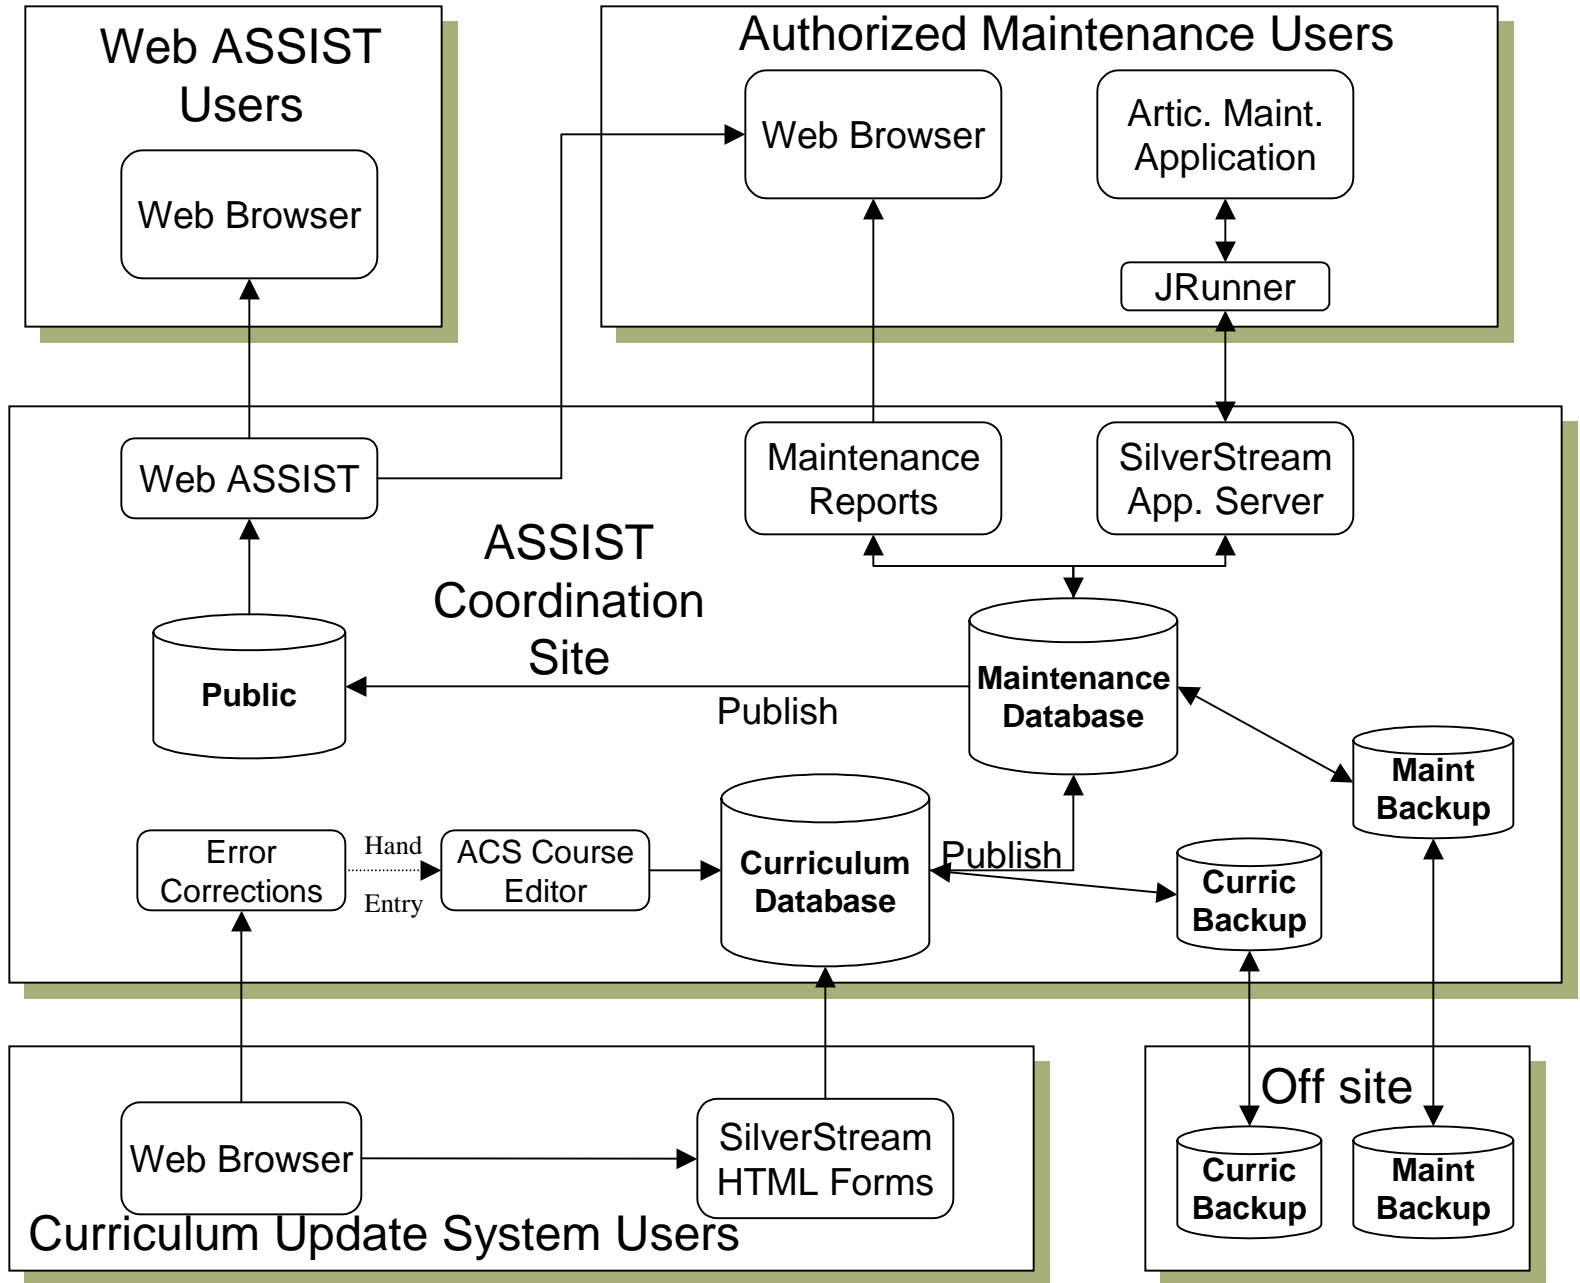 Web ASSIST
Users
Web Browser
Authorized Maintenance Users
Web Browser
Artic. Maint.
Application
JRunner
Web ASSIST
Maintenance
Reports
SilverStream
App. Server
ASSIST
Coordination
Site
Public
Publish
Maintenance
Database
Maint
Backup
Error
Corrections
Hand
Entry
ACS Course
Editor
Curriculum
Database
Publish
Curric
Backup
Web Browser
SilverStream
HTML Forms
Curriculum Update System Users
Off site
Curric
Backup
Maint
Backup